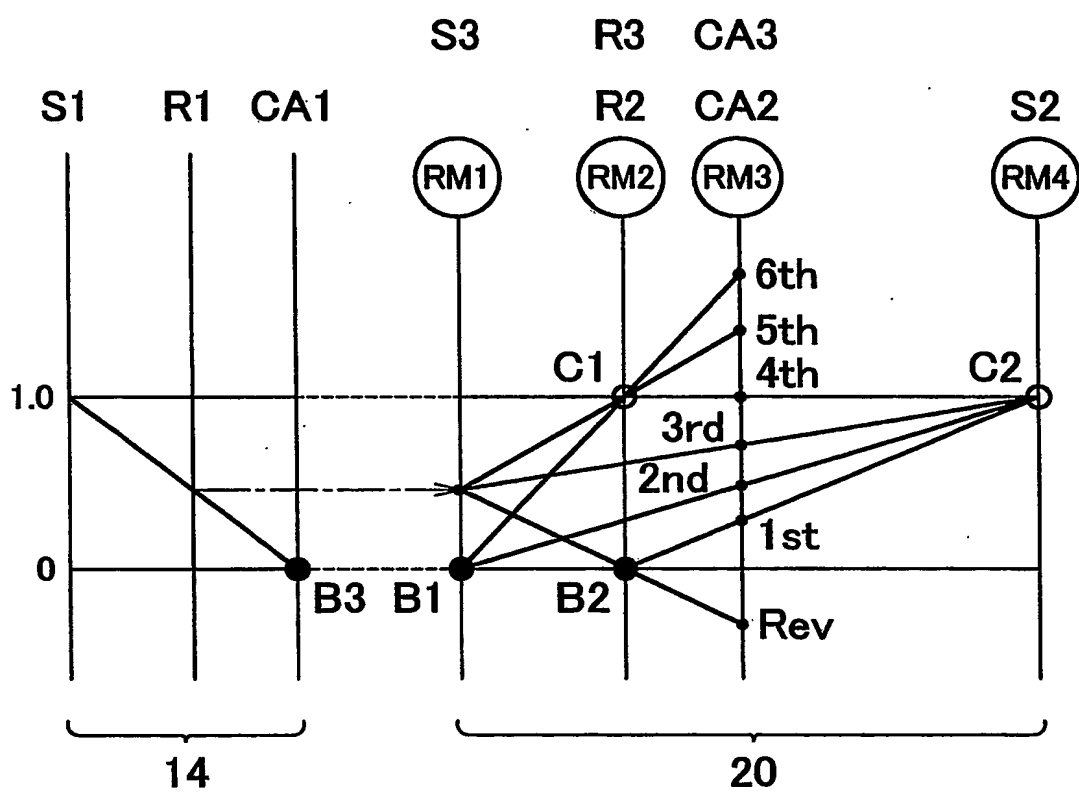 S3 R3 CA3
S1 R1 CA1 R2 CA2 S2
RM1 RM2 RM3 RM4
6th
5th
C1 4th C2
1.0
3rd
2nd
1st
0
B3 B1 B2
Rev
14 20